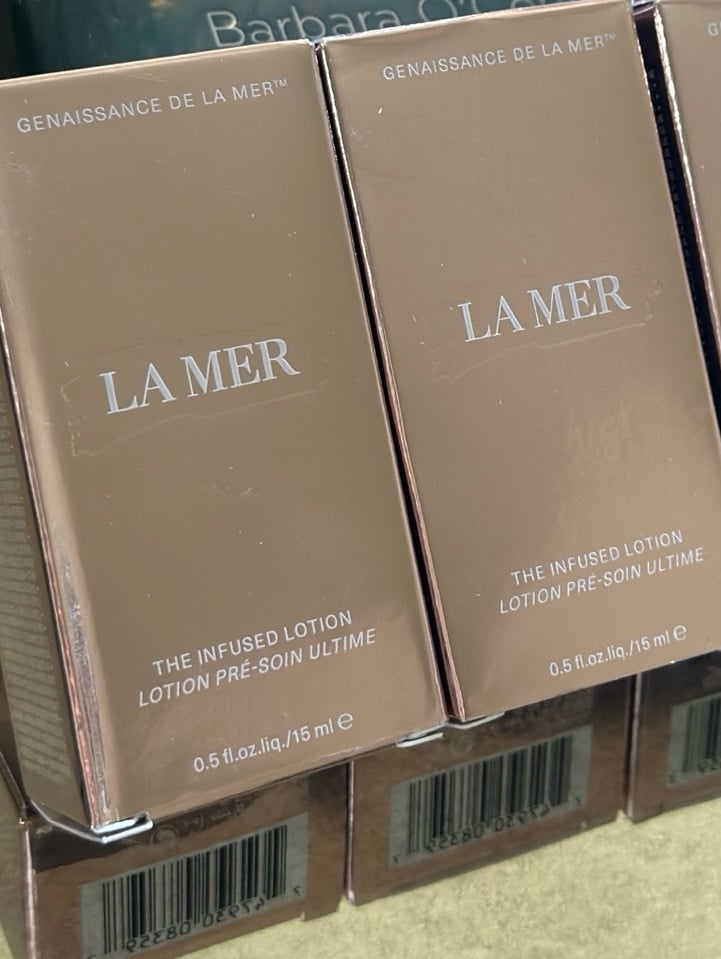 Barbara
GENAISSANCE DE LA MER™
LA MER
THE INFUSED LOTION
LOTION PRÉ-SOIN ULTIME
0.5 fl.oz.liq./15 ml ℮
GENAISSANCE DE LA MER™
LA MER
THE INFUSED LOTION
LOTION PRÉ-SOIN ULTIME
0.5 fl.oz.liq./15 ml ℮
G